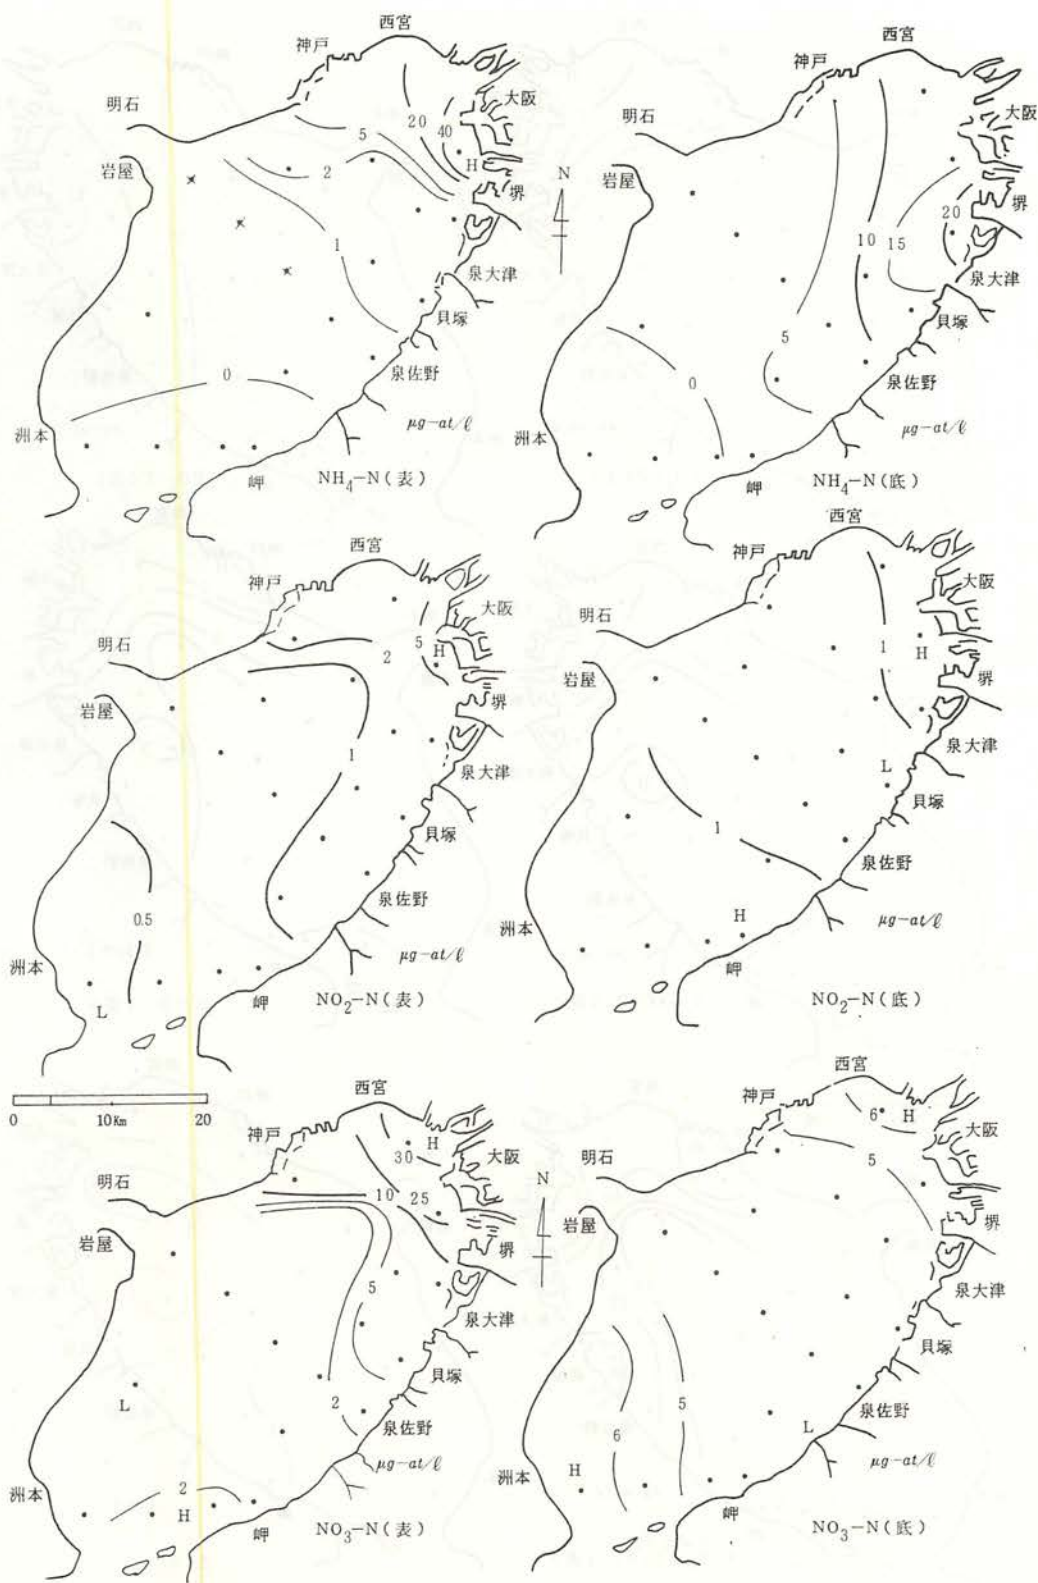 西宮
神戸
明石
岩屋
大阪
堺
泉大津
貝塚
泉佐野
洲本
岬
5
20
40
H
2
1
0
N
μg-at/ℓ
NH4-N(表)
西宮
神戸
明石
岩屋
大阪
堺
泉大津
貝塚
泉佐野
洲本
岬
20
10
15
5
0
μg-at/ℓ
NH4-N(底)
西宮
神戸
明石
岩屋
大阪
堺
泉大津
貝塚
泉佐野
洲本
岬
5
2
H
1
0.5
L
μg-at/ℓ
NO2-N(表)
西宮
神戸
明石
岩屋
大阪
堺
泉大津
貝塚
泉佐野
洲本
岬
1
H
L
1
H
μg-at/ℓ
NO2-N(底)
0 10Km 20
西宮
神戸
明石
岩屋
大阪
堺
泉大津
貝塚
泉佐野
洲本
岬
H
30
10
25
5
2
L
2
H
N
μg-at/ℓ
NO3-N(表)
西宮
神戸
明石
岩屋
大阪
堺
泉大津
貝塚
泉佐野
洲本
岬
6
H
5
5
6
L
H
μg-at/ℓ
NO3-N(底)